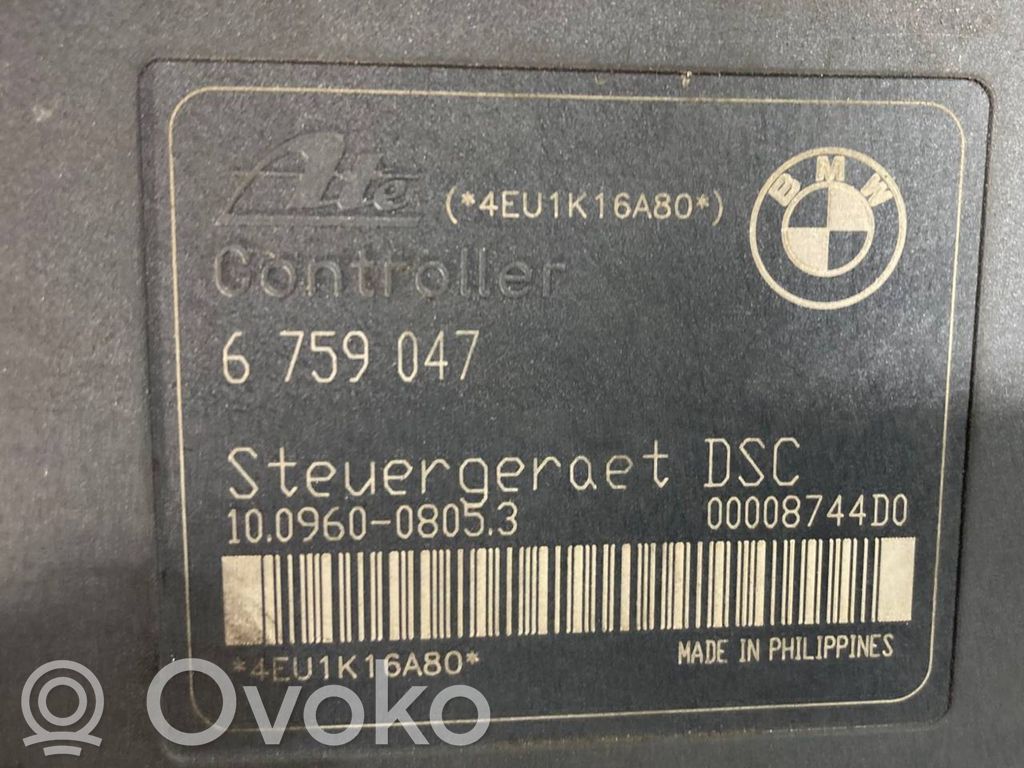 Ate (*4EU1K16A80*)
BMW
Controller
6 759 047
Steuergeraet DSC
10.0960-0805.3 00008744D0
*4EU1K16A80* MADE IN PHILIPPINES
Ovoko